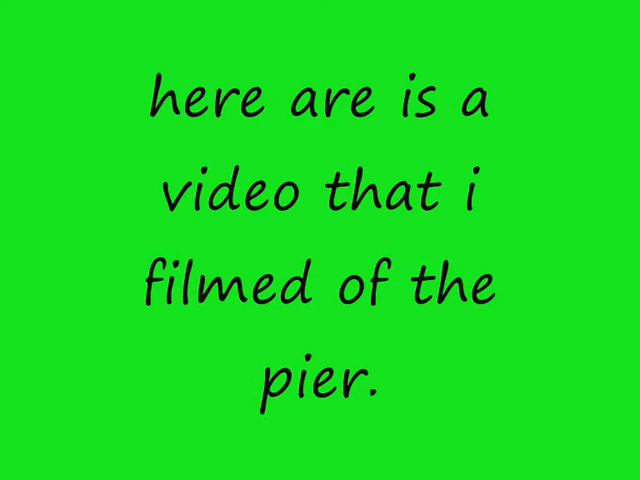 here are is a
video that i
filmed of the
pier.